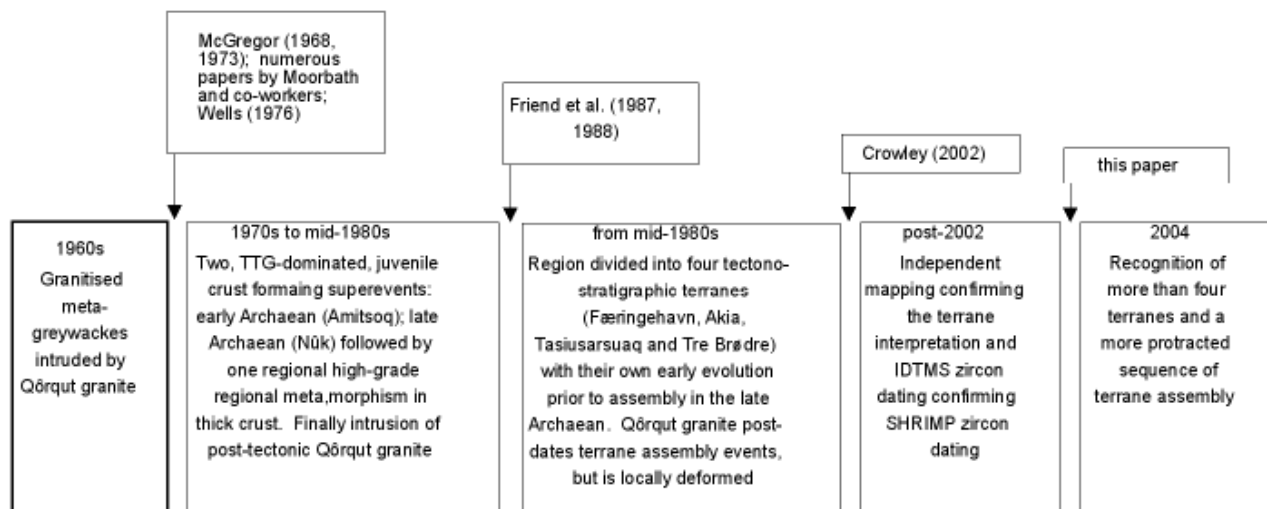 McGregor (1968,
1973); numerous
papers by Moorbath
and co-workers;
Wells (1976)
Friend et al. (1987,
1988)
Crowley (2002)
this paper
1960s
Granitised
meta-
greywackes
intruded by
Qôrqut granite
1970s to mid-1980s
Two, TTG-dominated, juvenile
crust formaing superevents:
early Archaean (Amitsoq); late
Archaean (Nûk) followed by
one regional high-grade
regional meta,morphism in
thick crust. Finally intrusion of
post-tectonic Qôrqut granite
from mid-1980s
Region divided into four tectono-
stratigraphic terranes
(Færingehavn, Akia,
Tasiusarsuaq and Tre Brødre)
with their own early evolution
prior to assembly in the late
Archaean. Qôrqut granite post-
dates terrane assembly events,
but is locally deformed
post-2002
Independent
mapping confirming
the terrane
interpretation and
IDTMS zircon
dating confirming
SHRIMP zircon
dating
2004
Recognition of
more than four
terranes and a
more protracted
sequence of
terrane assembly